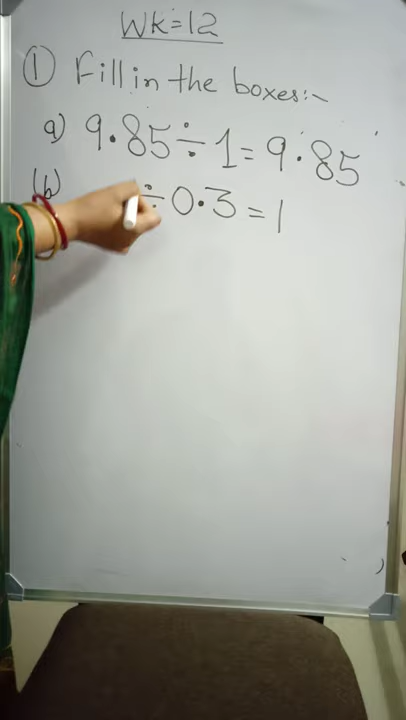 WK=12
① Fill in the boxes:-
a) 9.85÷1=9.85
(b) ÷0.3=1